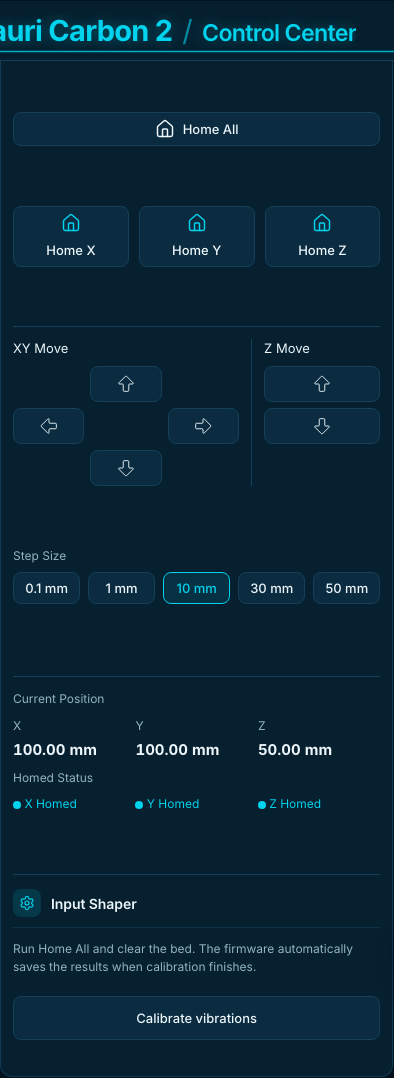 auri Carbon 2 / Control Center
Home All
Home X
Home Y
Home Z
XY Move
Z Move
Step Size
0.1 mm
1 mm
10 mm
30 mm
50 mm
Current Position
X
Y
Z
100.00 mm
100.00 mm
50.00 mm
Homed Status
X Homed
Y Homed
Z Homed
Input Shaper
Run Home All and clear the bed. The firmware automatically
saves the results when calibration finishes.
Calibrate vibrations